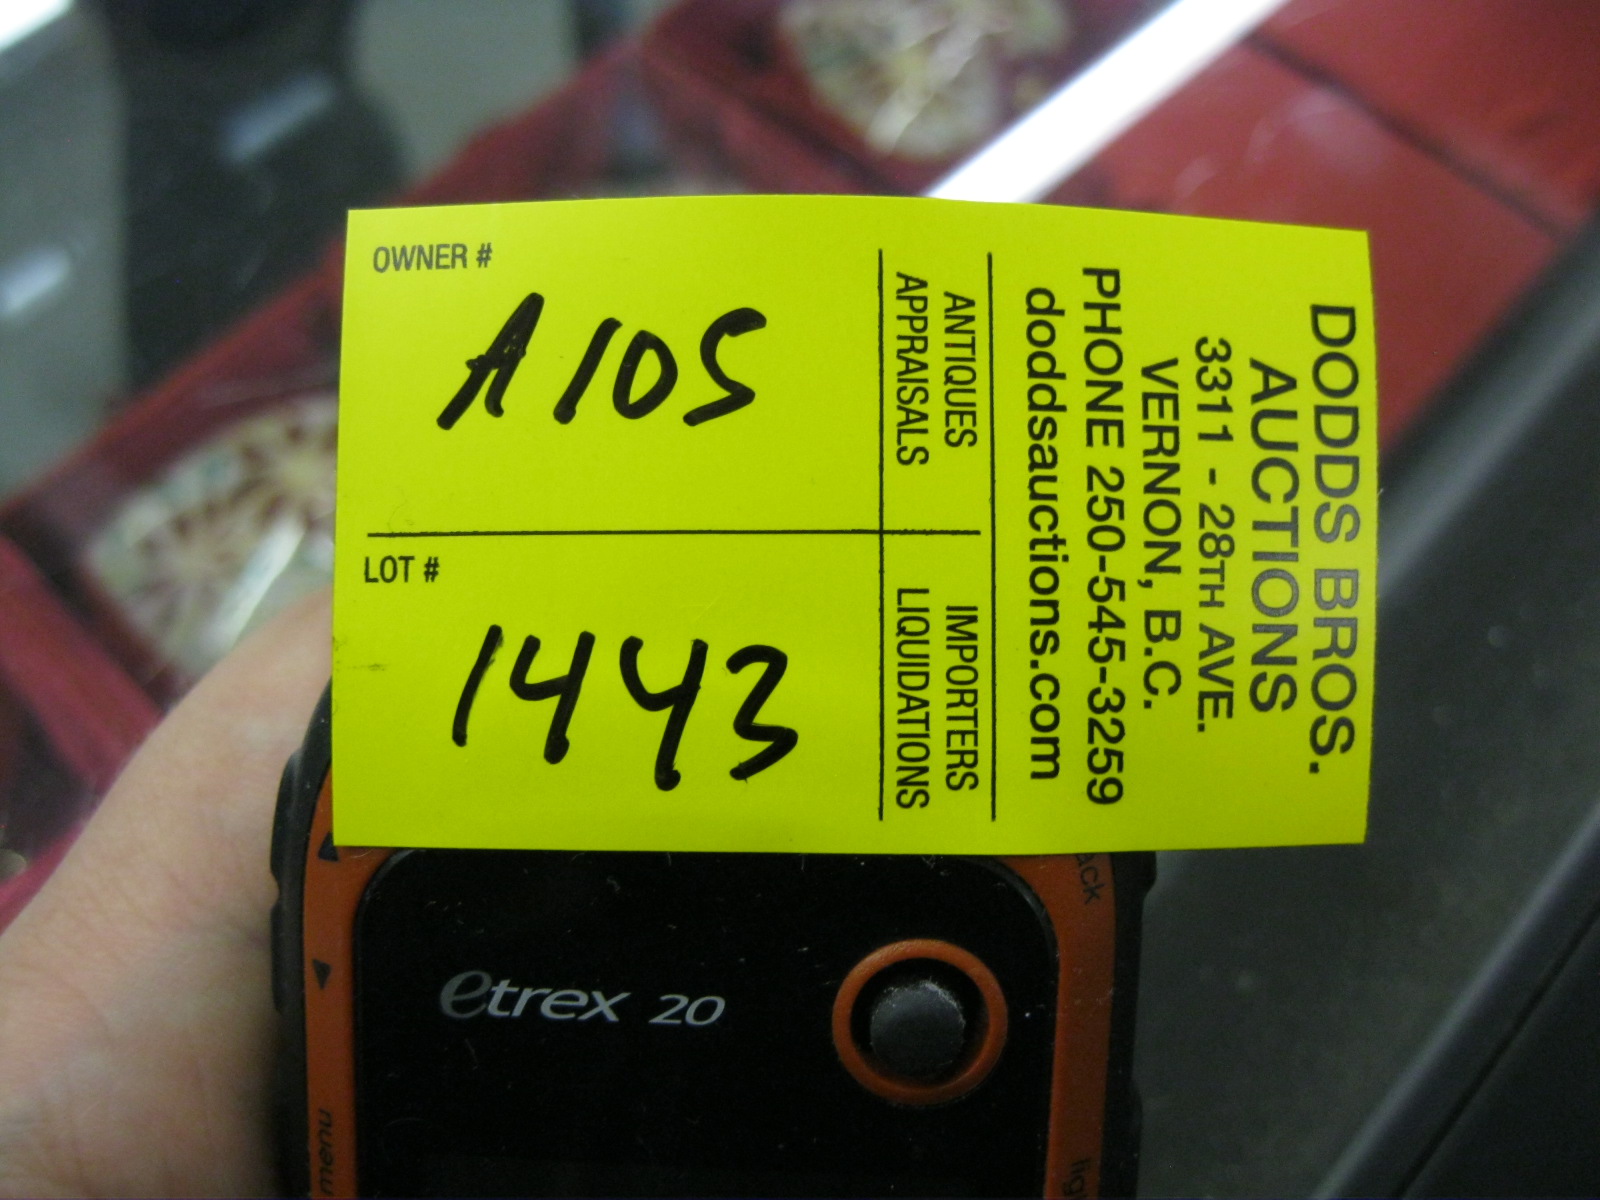 OWNER #
A105
LOT #
1443
ANTIQUES
APPRAISALS
IMPORTERS
LIQUIDATIONS
DODDS BROS.
AUCTIONS
3311 - 28TH AVE.
VERNON, B.C.
PHONE 250-545-3259
doddsauctions.com
etrex 20
menu